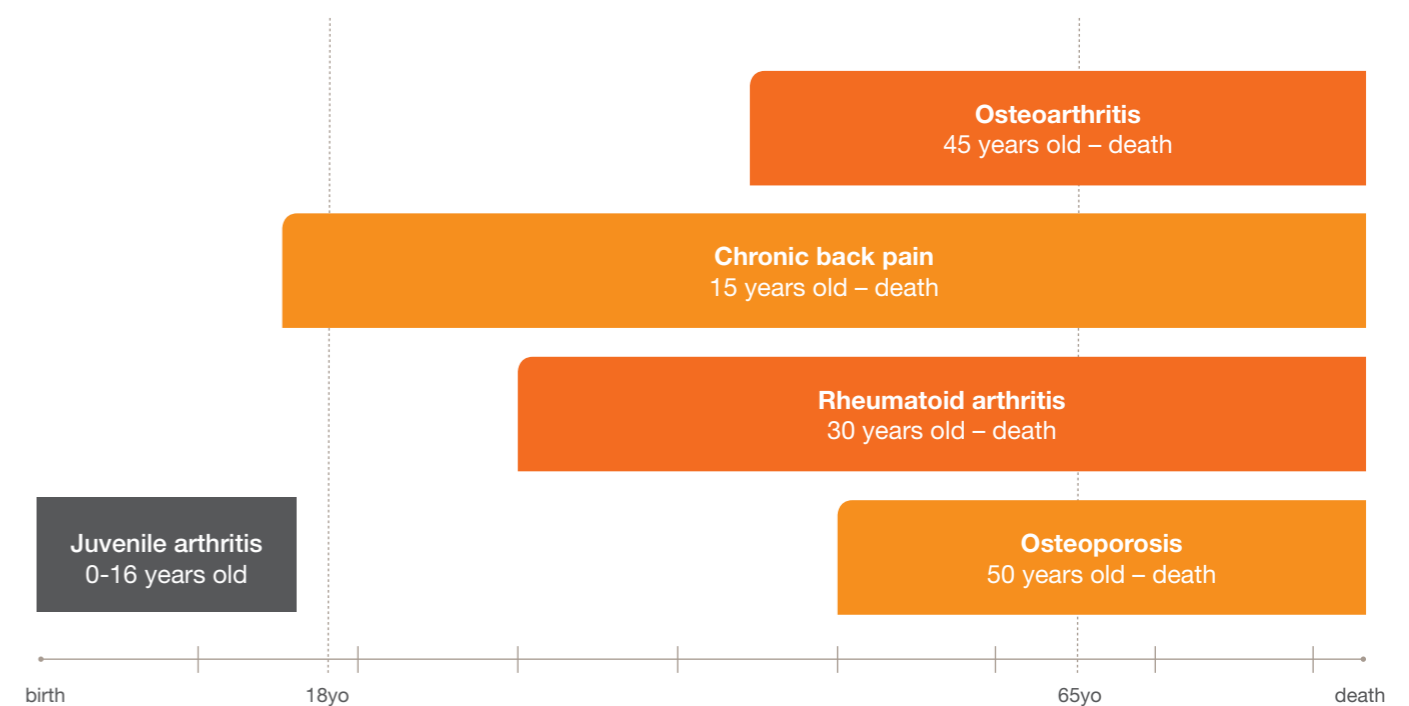 Osteoarthritis
45 years old – death
Chronic back pain
15 years old – death
Rheumatoid arthritis
30 years old – death
Juvenile arthritis
0-16 years old
Osteoporosis
50 years old – death
birth
18yo
65yo
death